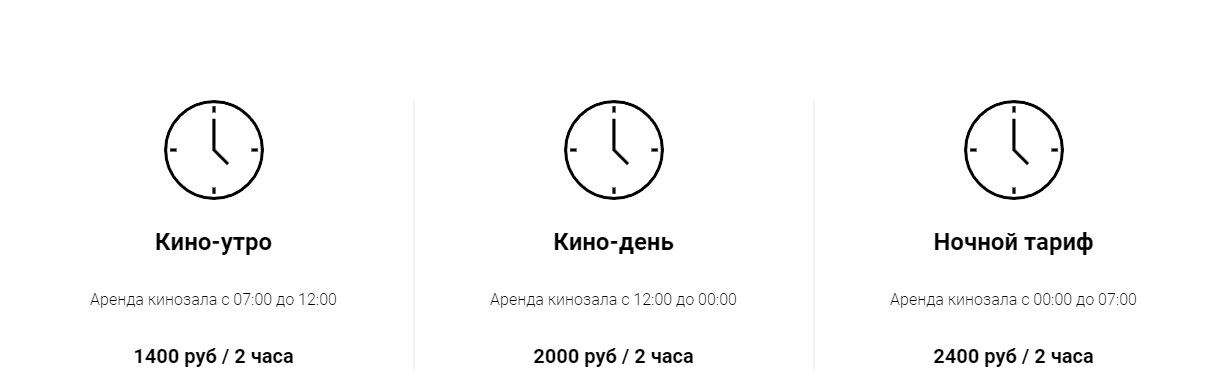 Кино-утро
Аренда кинозала с 07:00 до 12:00
1400 руб / 2 часа
Кино-день
Аренда кинозала с 12:00 до 00:00
2000 руб / 2 часа
Ночной тариф
Аренда кинозала с 00:00 до 07:00
2400 руб / 2 часа